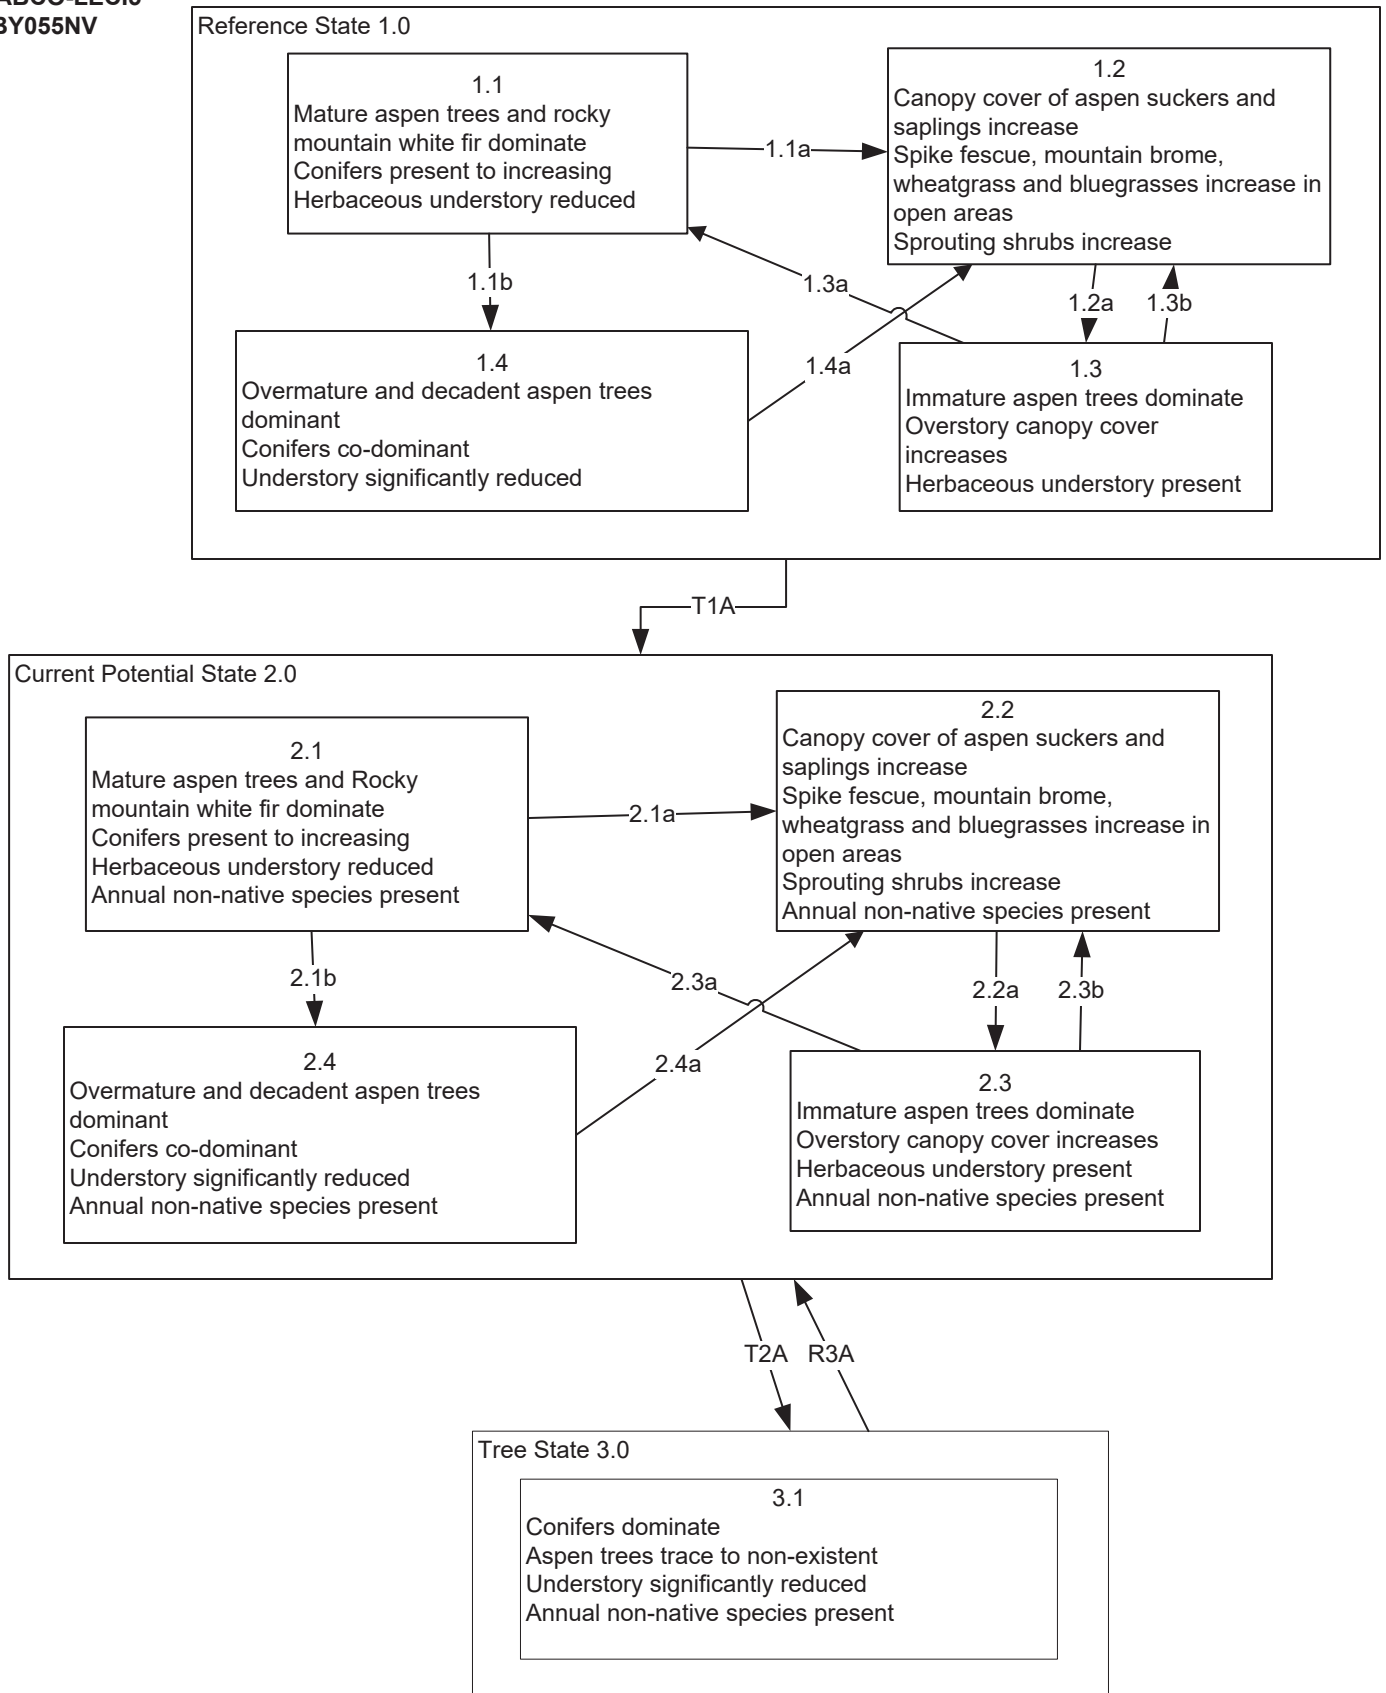 BY055NV
Reference State 1.0
1.1
Mature aspen trees and rocky
mountain white fir dominate
Conifers present to increasing
Herbaceous understory reduced
1.1a
1.2
Canopy cover of aspen suckers and
saplings increase
Spike fescue, mountain brome,
wheatgrass and bluegrasses increase in
open areas
Sprouting shrubs increase
1.1b
1.3a
1.2a
1.3b
1.4
Overmature and decadent aspen trees
dominant
Conifers co-dominant
Understory significantly reduced
1.4a
1.3
Immature aspen trees dominate
Overstory canopy cover
increases
Herbaceous understory present
T1A
Current Potential State 2.0
2.1
Mature aspen trees and Rocky
mountain white fir dominate
Conifers present to increasing
Herbaceous understory reduced
Annual non-native species present
2.1a
2.2
Canopy cover of aspen suckers and
saplings increase
Spike fescue, mountain brome,
wheatgrass and bluegrasses increase in
open areas
Sprouting shrubs increase
Annual non-native species present
2.1b
2.3a
2.2a
2.3b
2.4
Overmature and decadent aspen trees
dominant
Conifers co-dominant
Understory significantly reduced
Annual non-native species present
2.4a
2.3
Immature aspen trees dominate
Overstory canopy cover increases
Herbaceous understory present
Annual non-native species present
T2A
R3A
Tree State 3.0
3.1
Conifers dominate
Aspen trees trace to non-existent
Understory significantly reduced
Annual non-native species present